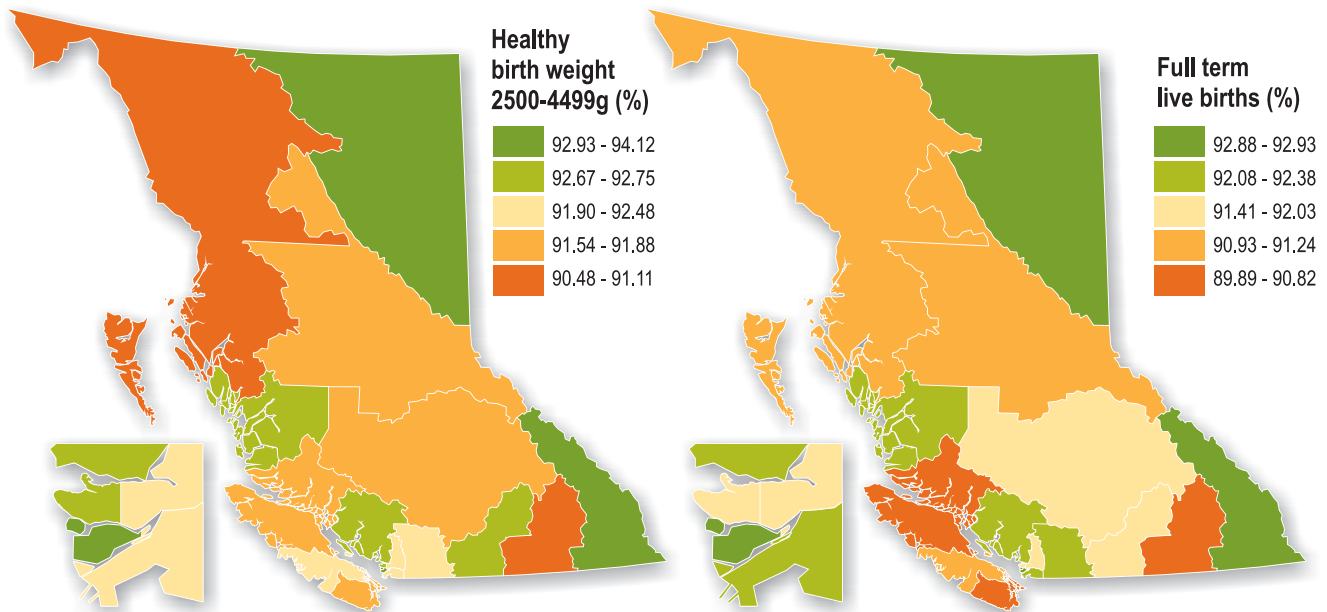 Healthy
birth weight
2500-4499g (%)
92.93 - 94.12
92.67 - 92.75
91.90 - 92.48
91.54 - 91.88
90.48 - 91.11
Full term
live births (%)
92.88 - 92.93
92.08 - 92.38
91.41 - 92.03
90.93 - 91.24
89.89 - 90.82